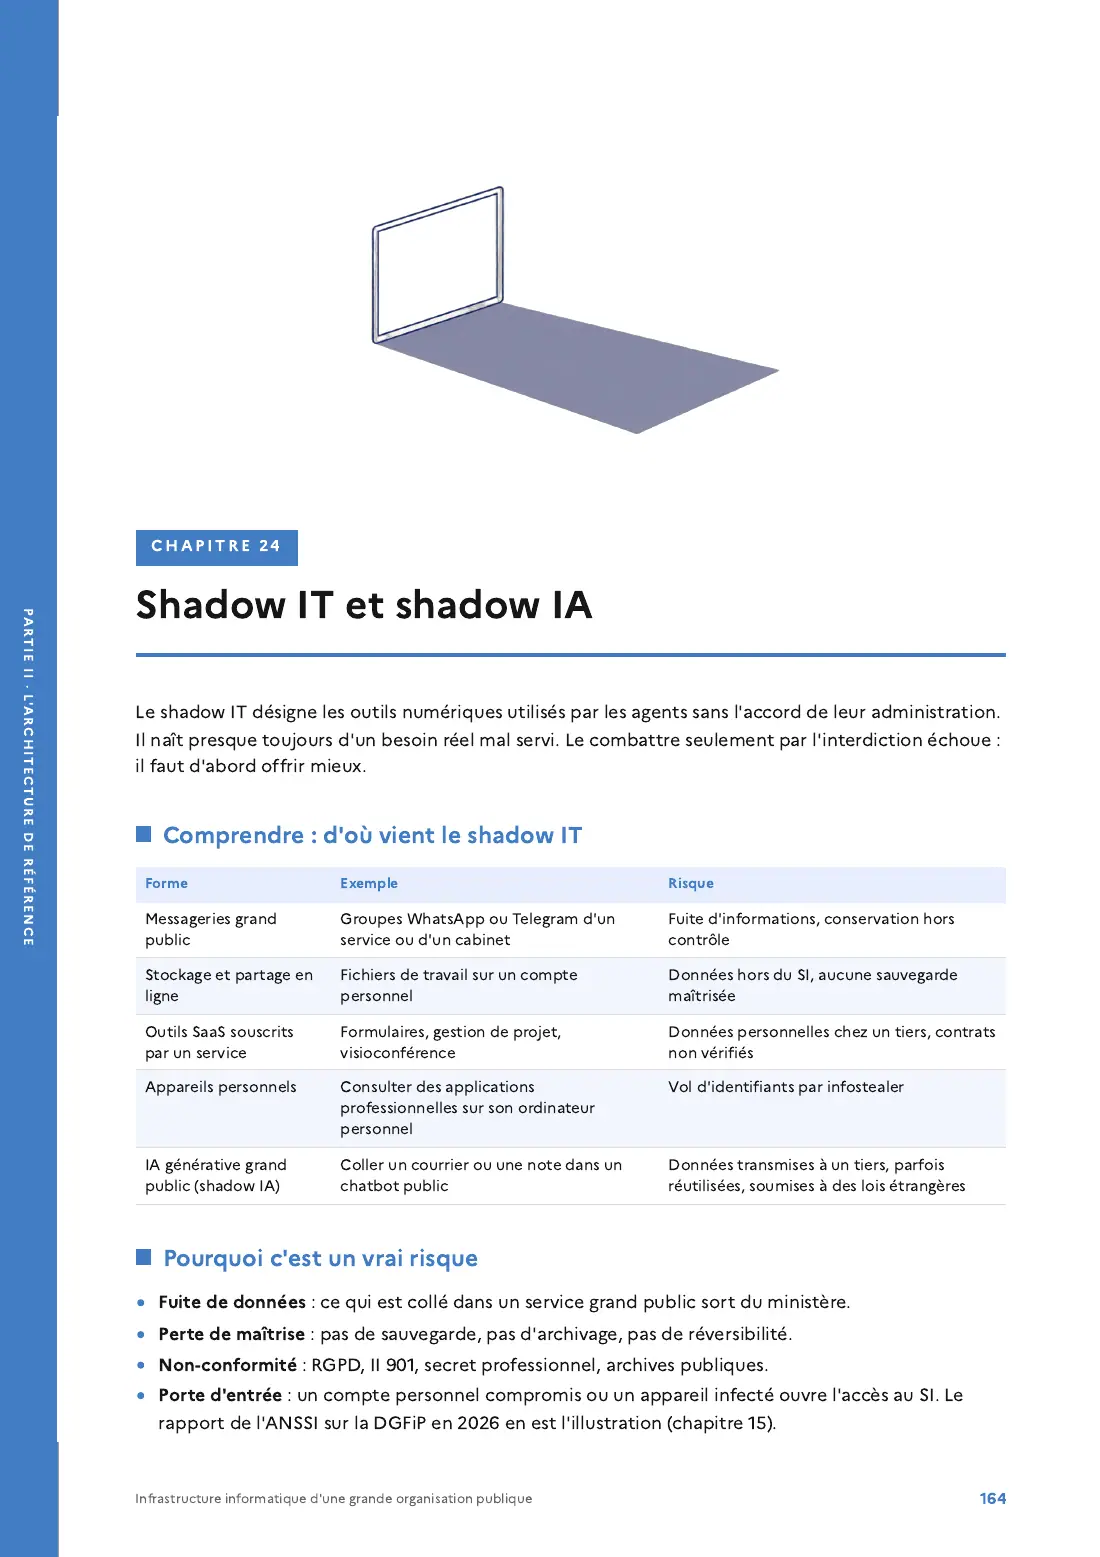 PARTIE II · L'ARCHITECTURE DE RÉFÉRENCE
CHAPITRE 24
Shadow IT et shadow IA
Le shadow IT désigne les outils numériques utilisés par les agents sans l'accord de leur administration.
Il naît presque toujours d'un besoin réel mal servi. Le combattre seulement par l'interdiction échoue :
il faut d'abord offrir mieux.
Comprendre : d'où vient le shadow IT
Forme Exemple Risque
Messageries grand public Groupes WhatsApp ou Telegram d'un service ou d'un cabinet Fuite d'informations, conservation hors contrôle
Stockage et partage en ligne Fichiers de travail sur un compte personnel Données hors du SI, aucune sauvegarde maîtrisée
Outils SaaS souscrits par un service Formulaires, gestion de projet, visioconférence Données personnelles chez un tiers, contrats non vérifiés
Appareils personnels Consulter des applications professionnelles sur son ordinateur personnel Vol d'identifiants par infostealer
IA générative grand public (shadow IA) Coller un courrier ou une note dans un chatbot public Données transmises à un tiers, parfois réutilisées, soumises à des lois étrangères
Pourquoi c'est un vrai risque
• Fuite de données : ce qui est collé dans un service grand public sort du ministère.
• Perte de maîtrise : pas de sauvegarde, pas d'archivage, pas de réversibilité.
• Non-conformité : RGPD, II 901, secret professionnel, archives publiques.
• Porte d'entrée : un compte personnel compromis ou un appareil infecté ouvre l'accès au SI. Le
rapport de l'ANSSI sur la DGFiP en 2026 en est l'illustration (chapitre 15).
Infrastructure informatique d'une grande organisation publique
164